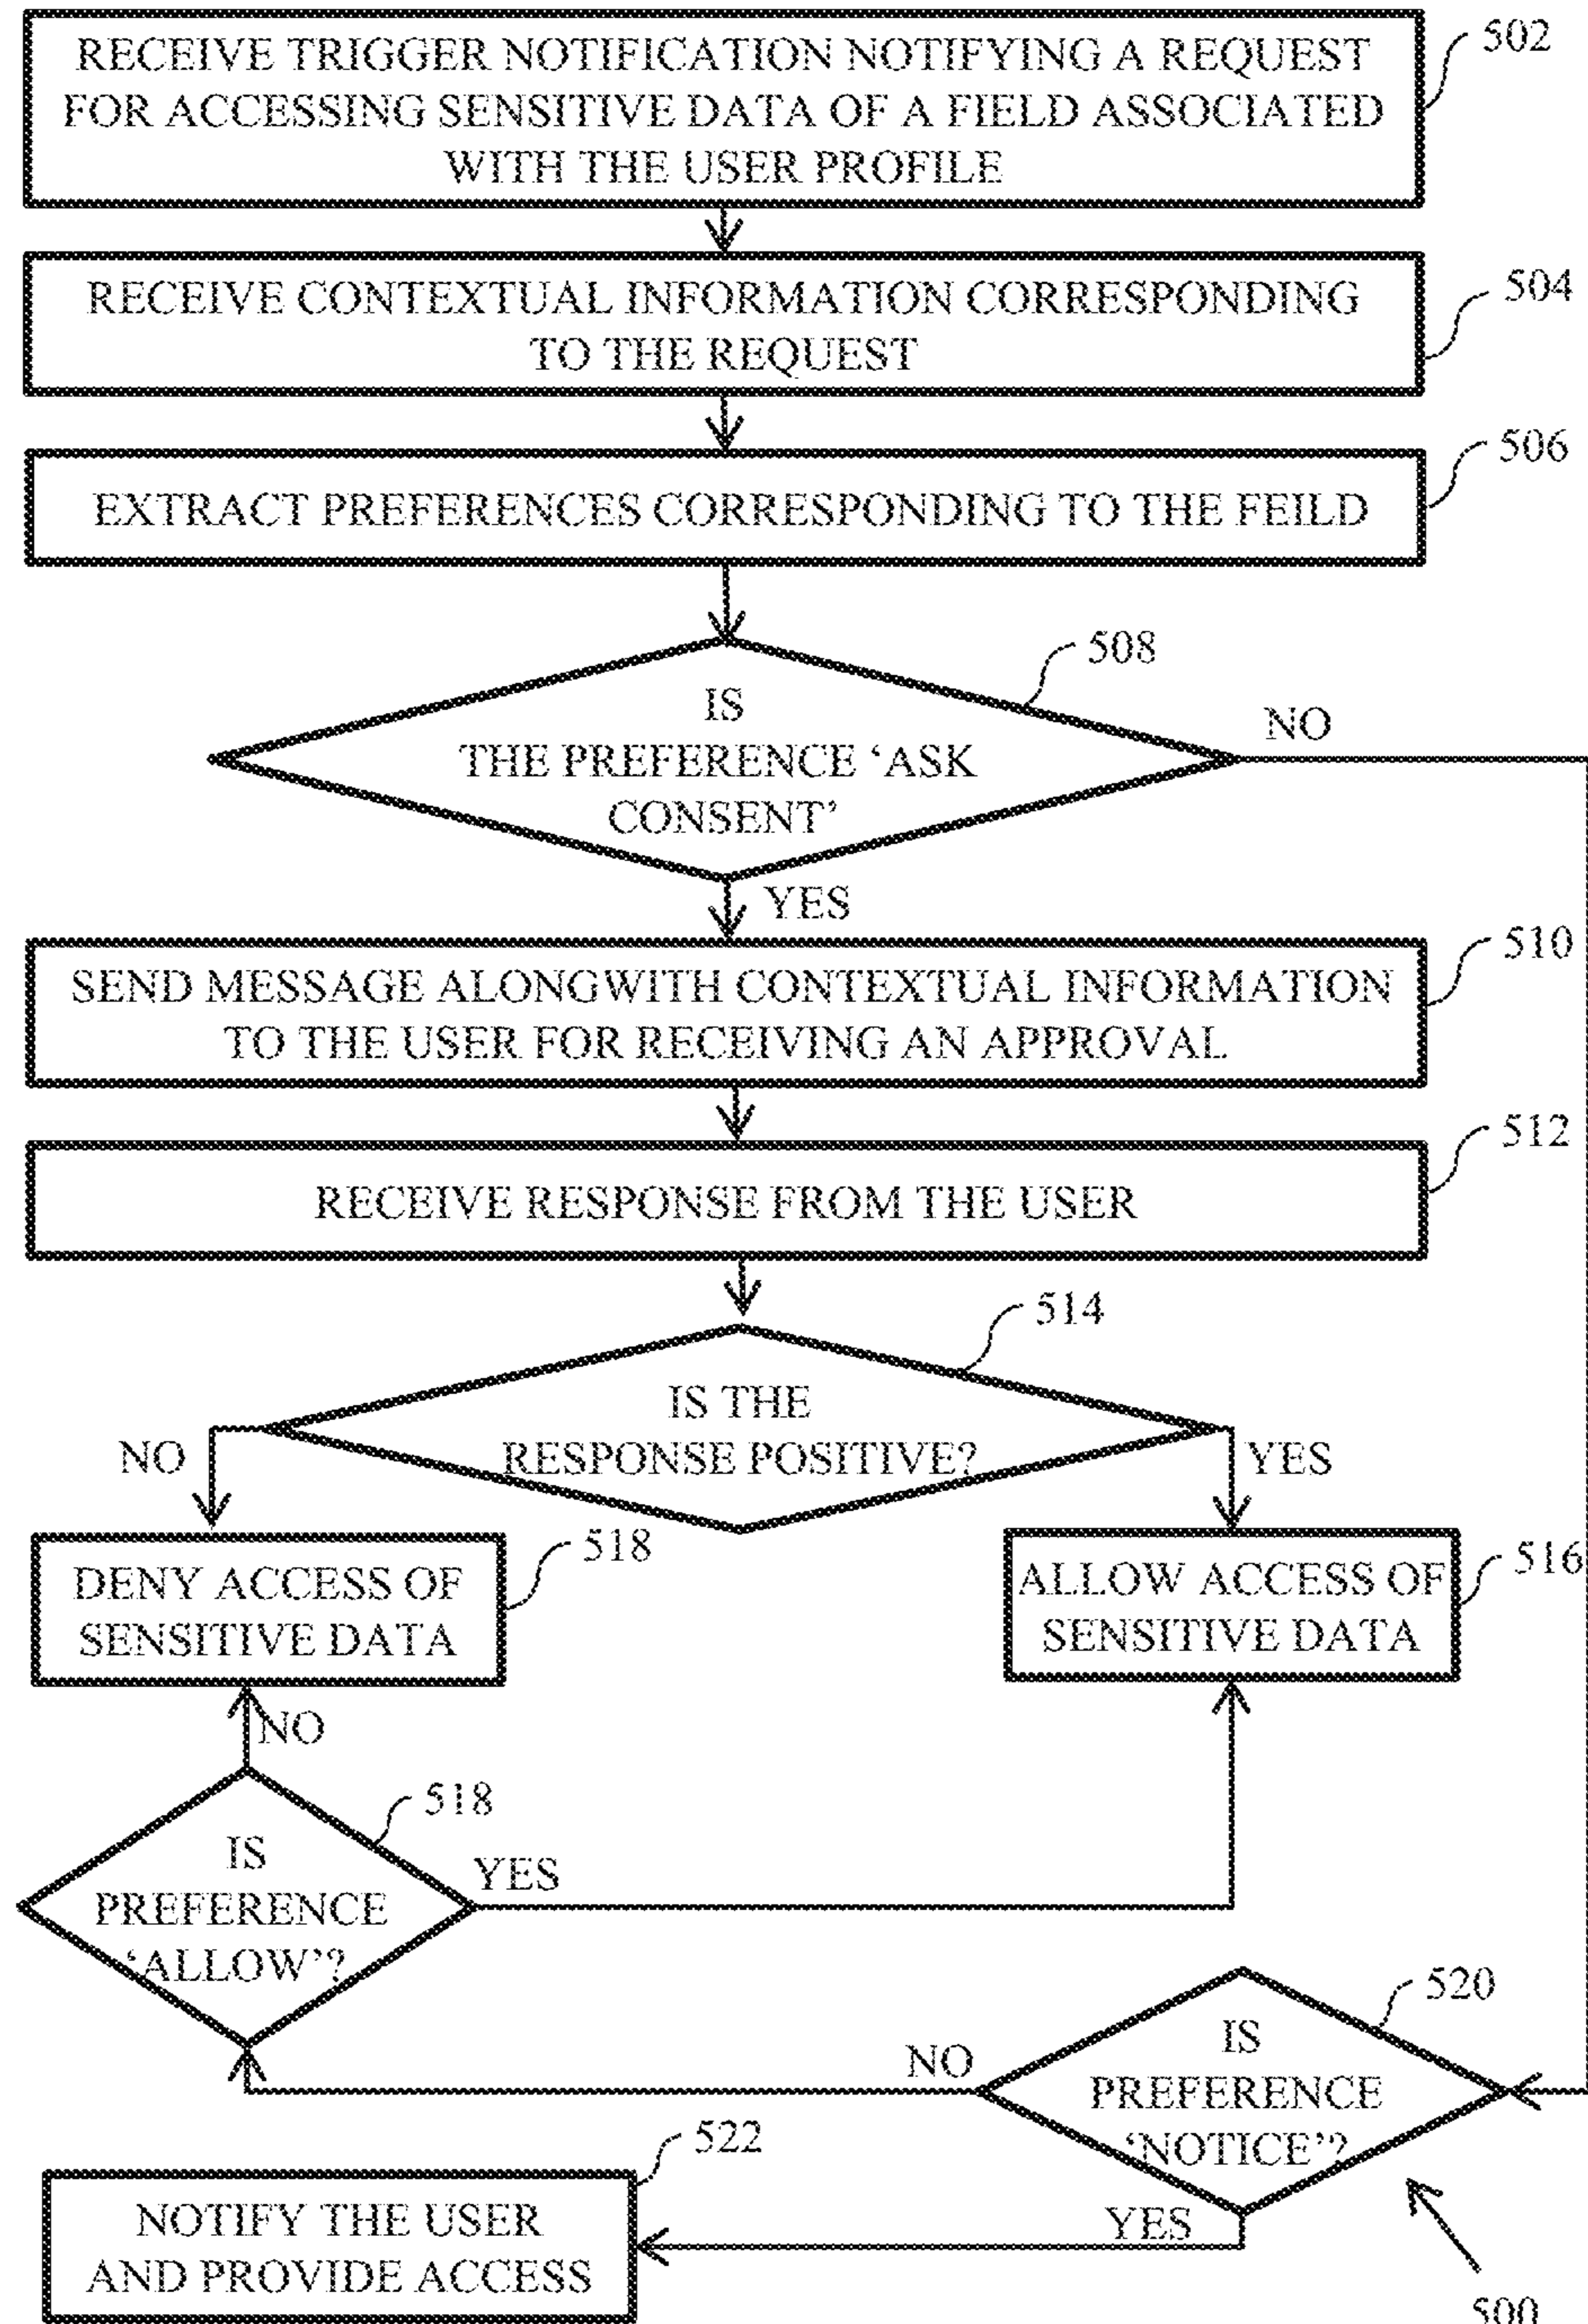 RECEIVE TRIGGER NOTIFICATION NOTIFYING A REQUEST
FOR ACCESSING SENSITIVE DATA OF A FIELD ASSOCIATED
WITH THE USER PROFILE
502
RECEIVE CONTEXTUAL INFORMATION CORRESPONDING
TO THE REQUEST
504
EXTRACT PREFERENCES CORRESPONDING TO THE FEILD
506
IS
THE PREFERENCE ‘ASK
CONSENT’
508
NO
YES
SEND MESSAGE ALONGWITH CONTEXTUAL INFORMATION
TO THE USER FOR RECEIVING AN APPROVAL
510
RECEIVE RESPONSE FROM THE USER
512
IS THE
RESPONSE POSITIVE?
514
NO
YES
DENY ACCESS OF
SENSITIVE DATA
518
ALLOW ACCESS OF
SENSITIVE DATA
516
NO
IS
PREFERENCE
‘ALLOW’?
518
YES
IS
PREFERENCE
‘NOTICE’?
520
NO
YES
NOTIFY THE USER
AND PROVIDE ACCESS
522
500